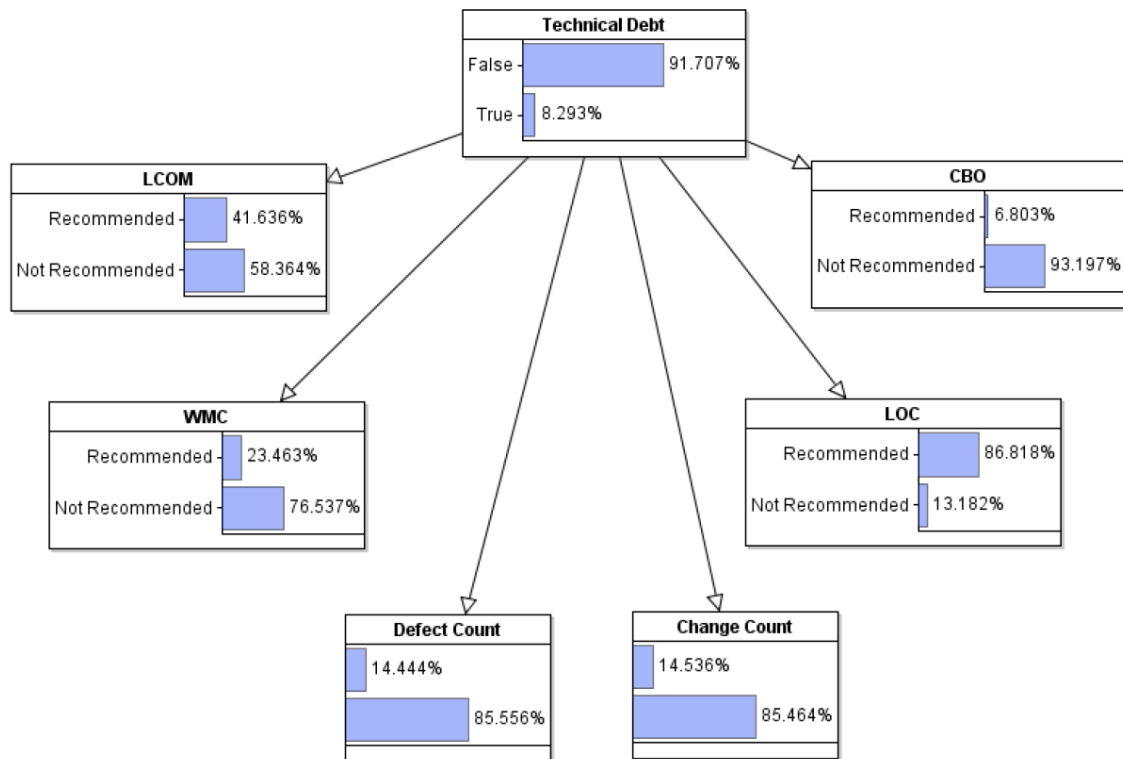 Technical Debt
False
91.707%
True
8.293%
LCOM
Recommended
41.636%
Not Recommended
58.364%
CBO
Recommended
6.803%
Not Recommended
93.197%
WMC
Recommended
23.463%
Not Recommended
76.537%
LOC
Recommended
86.818%
Not Recommended
13.182%
Defect Count
14.444%
85.556%
Change Count
14.536%
85.464%